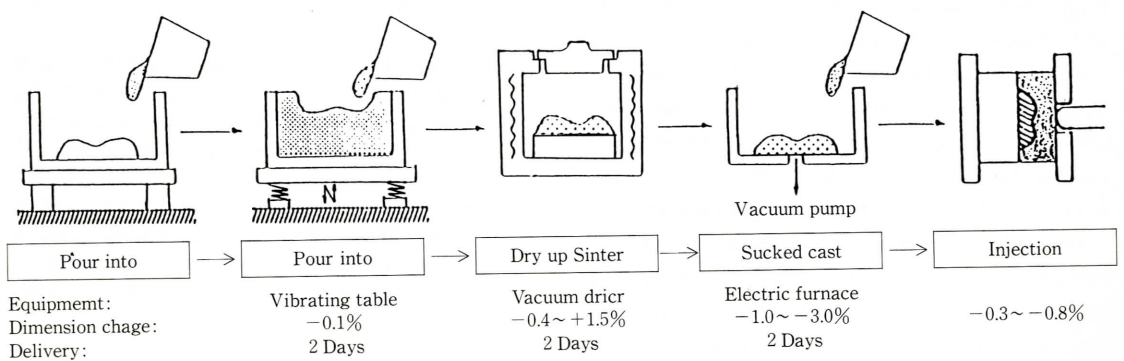 N
Vacuum pump
Pour into
Pour into
Dry up Sinter
Sucked cast
Injection
Equipmemt: Vibrating table Vacuum dricr Electric furnace
Dimension chage: −0.1% −0.4~+1.5% −1.0~−3.0% −0.3~−0.8%
Delivery: 2 Days 2 Days 2 Days